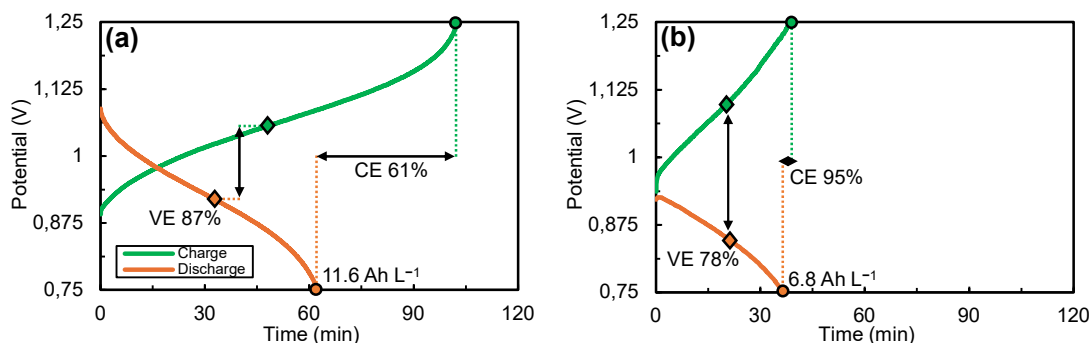 (a)
Potential (V)
1,25
1,125
1
0,875
0,75
CE 61%
VE 87%
Charge
Discharge
11.6 Ah L⁻¹
0
30
60
90
120
Time (min)
(b)
Potential (V)
1,25
1,125
1
0,875
0,75
CE 95%
VE 78%
6.8 Ah L⁻¹
0
30
60
90
120
Time (min)